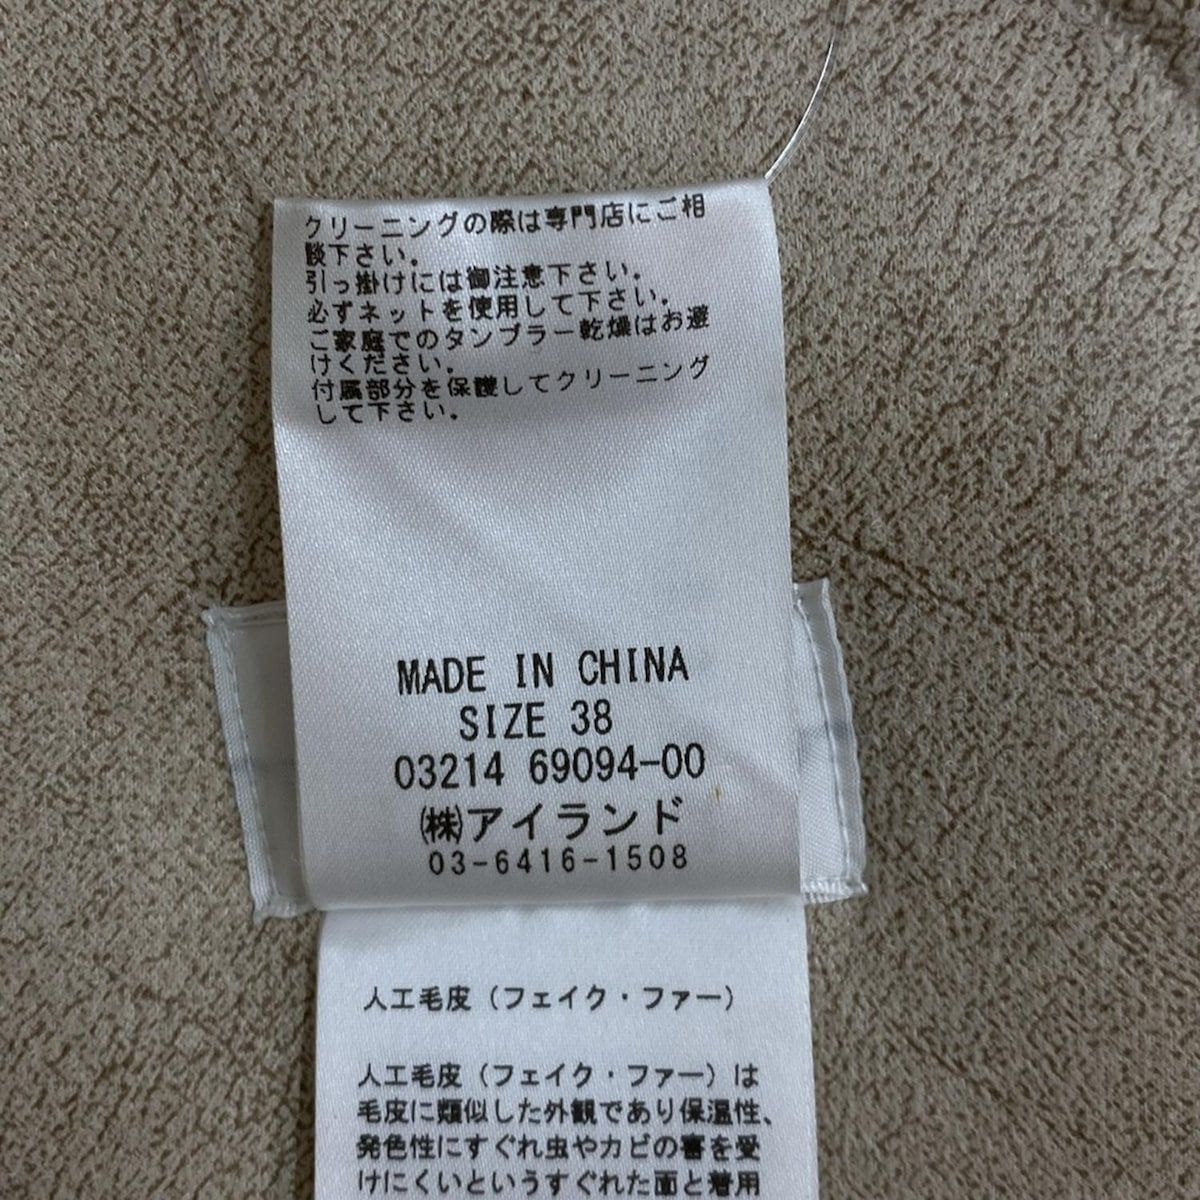 クリーニングの際は専門店にご相
談下さい。
引っ掛けには御注意下さい。
必ずネットを使用して下さい。
ご家庭でのタンブラー乾燥はお避
けください。
付属部分を保護してクリーニング
して下さい。
MADE IN CHINA
SIZE 38
03214 69094-00
㈱アイランド
03-6416-1508
人工毛皮（フェイク・ファー）
人工毛皮（フェイク・ファー）は
毛皮に類似した外観であり保温性、
発色性にすぐれ虫やカビの害を受
けにくいというすぐれた面と着用